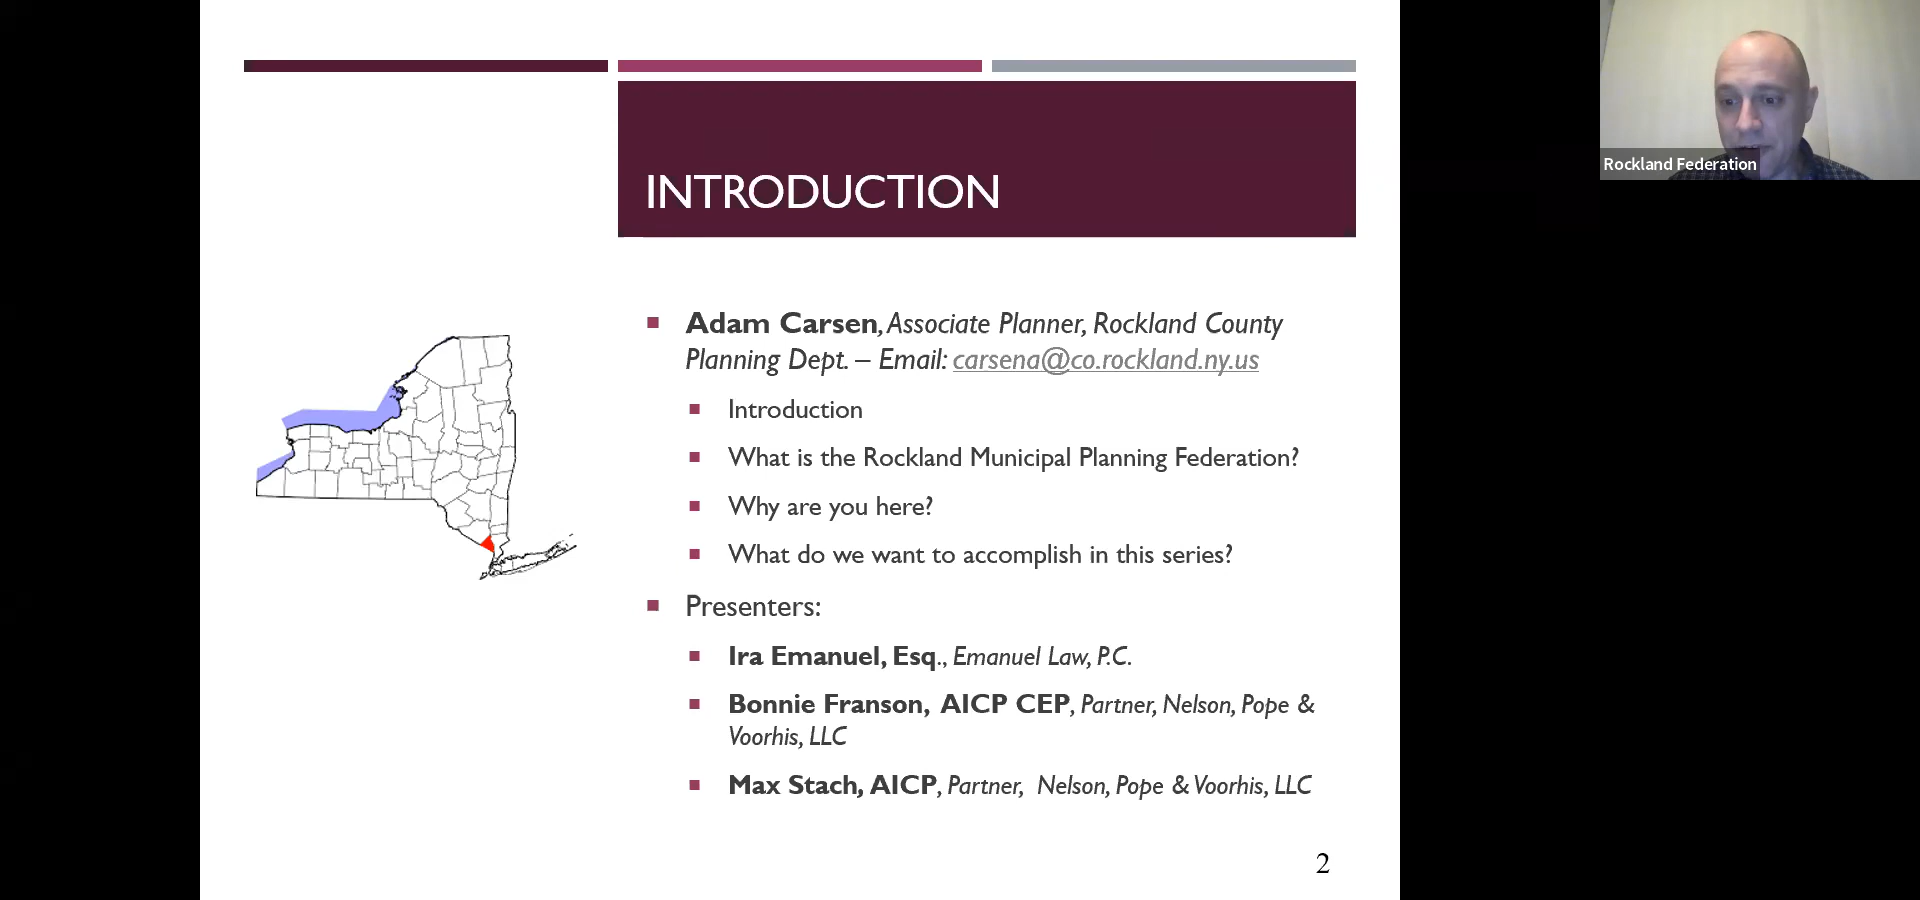 INTRODUCTION
Adam Carsen, Associate Planner, Rockland County
Planning Dept. – Email: carsena@co.rockland.ny.us
Introduction
What is the Rockland Municipal Planning Federation?
Why are you here?
What do we want to accomplish in this series?
Presenters:
Ira Emanuel, Esq., Emanuel Law, P.C.
Bonnie Franson, AICP CEP, Partner, Nelson, Pope &
Voorhis, LLC
Max Stach, AICP, Partner, Nelson, Pope & Voorhis, LLC
2
Rockland Federation